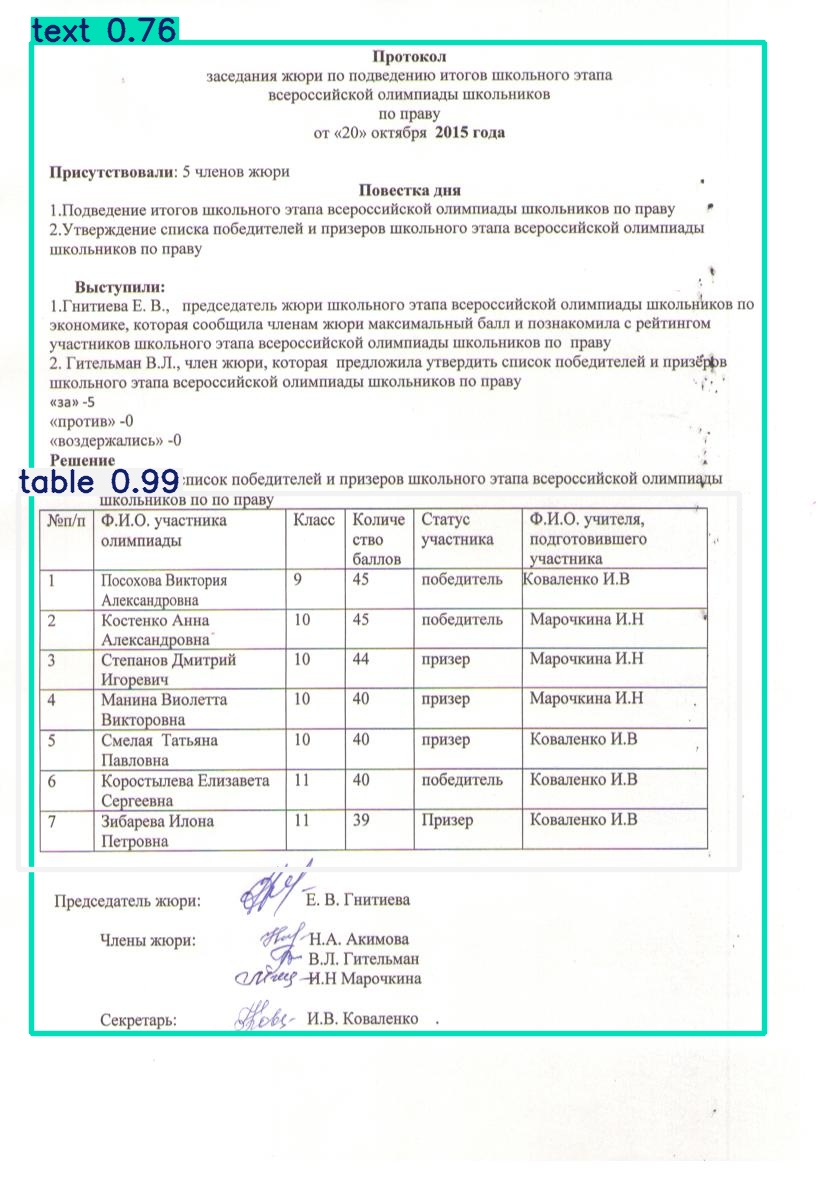 text 0.76
Протокол
заседания жюри по подведению итогов школьного этапа
всероссийской олимпиады школьников
по праву
от «20» октября 2015 года
Присутствовали: 5 членов жюри
Повестка дня
1.Подведение итогов школьного этапа всероссийской олимпиады школьников по праву
2.Утверждение списка победителей и призеров школьного этапа всероссийской олимпиады
школьников по праву
Выступили:
1.Гнитиева Е. В., председатель жюри школьного этапа всероссийской олимпиады школьников по
экономике, которая сообщила членам жюри максимальный балл и познакомила с рейтингом
участников школьного этапа всероссийской олимпиады школьников по праву
2. Гительман В.Л., член жюри, которая предложила утвердить список победителей и призёров
школьного этапа всероссийской олимпиады школьников по праву
«за» -5
«против» -0
«воздержались» -0
Решение
table 0.99
победителей и призеров школьного этапа всероссийской олимпиады
школьников по по праву
№п/п Ф.И.О. участника олимпиады Класс Количе ство баллов Статус участника Ф.И.О. учителя, подготовившего участника
1 Посохова Виктория Александровна 9 45 победитель Коваленко И.В
2 Костенко Анна Александровна 10 45 победитель Марочкина И.Н
3 Степанов Дмитрий Игоревич 10 44 призер Марочкина И.Н
4 Манина Виолетта Викторовна 10 40 призер Марочкина И.Н
5 Смелая Татьяна Павловна 10 40 призер Коваленко И.В
6 Коростылева Елизавета Сергеевна 11 40 победитель Коваленко И.В
7 Зибарева Илона Петровна 11 39 Призер Коваленко И.В
Председатель жюри: Е. В. Гнитиева
Члены жюри: Н.А. Акимова
В.Л. Гительман
И.Н Марочкина
Секретарь: И.В. Коваленко .